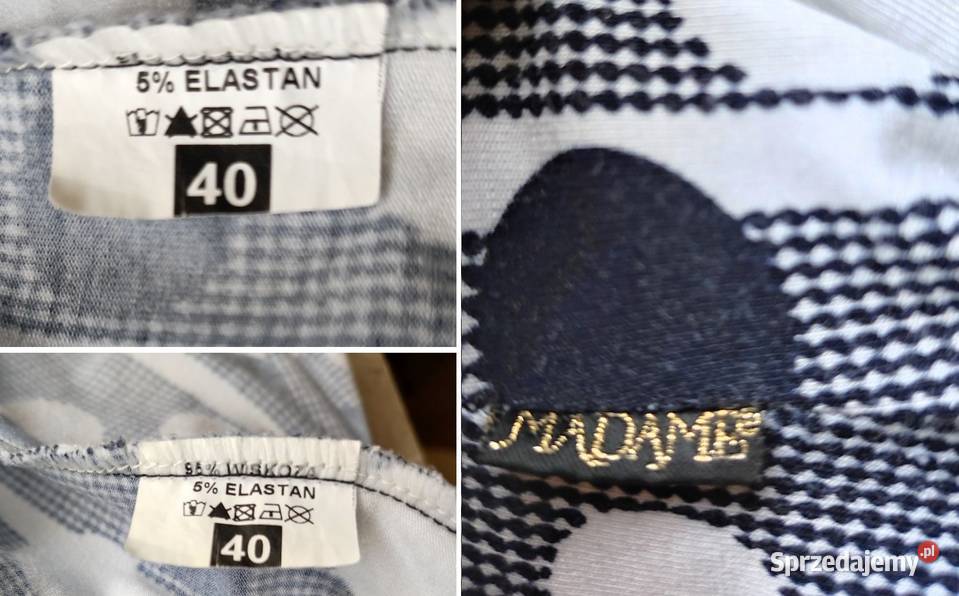 5% ELASTAN
40
95% WISKOZA
5% ELASTAN
40
MADAME
Sprzedajemy.pl